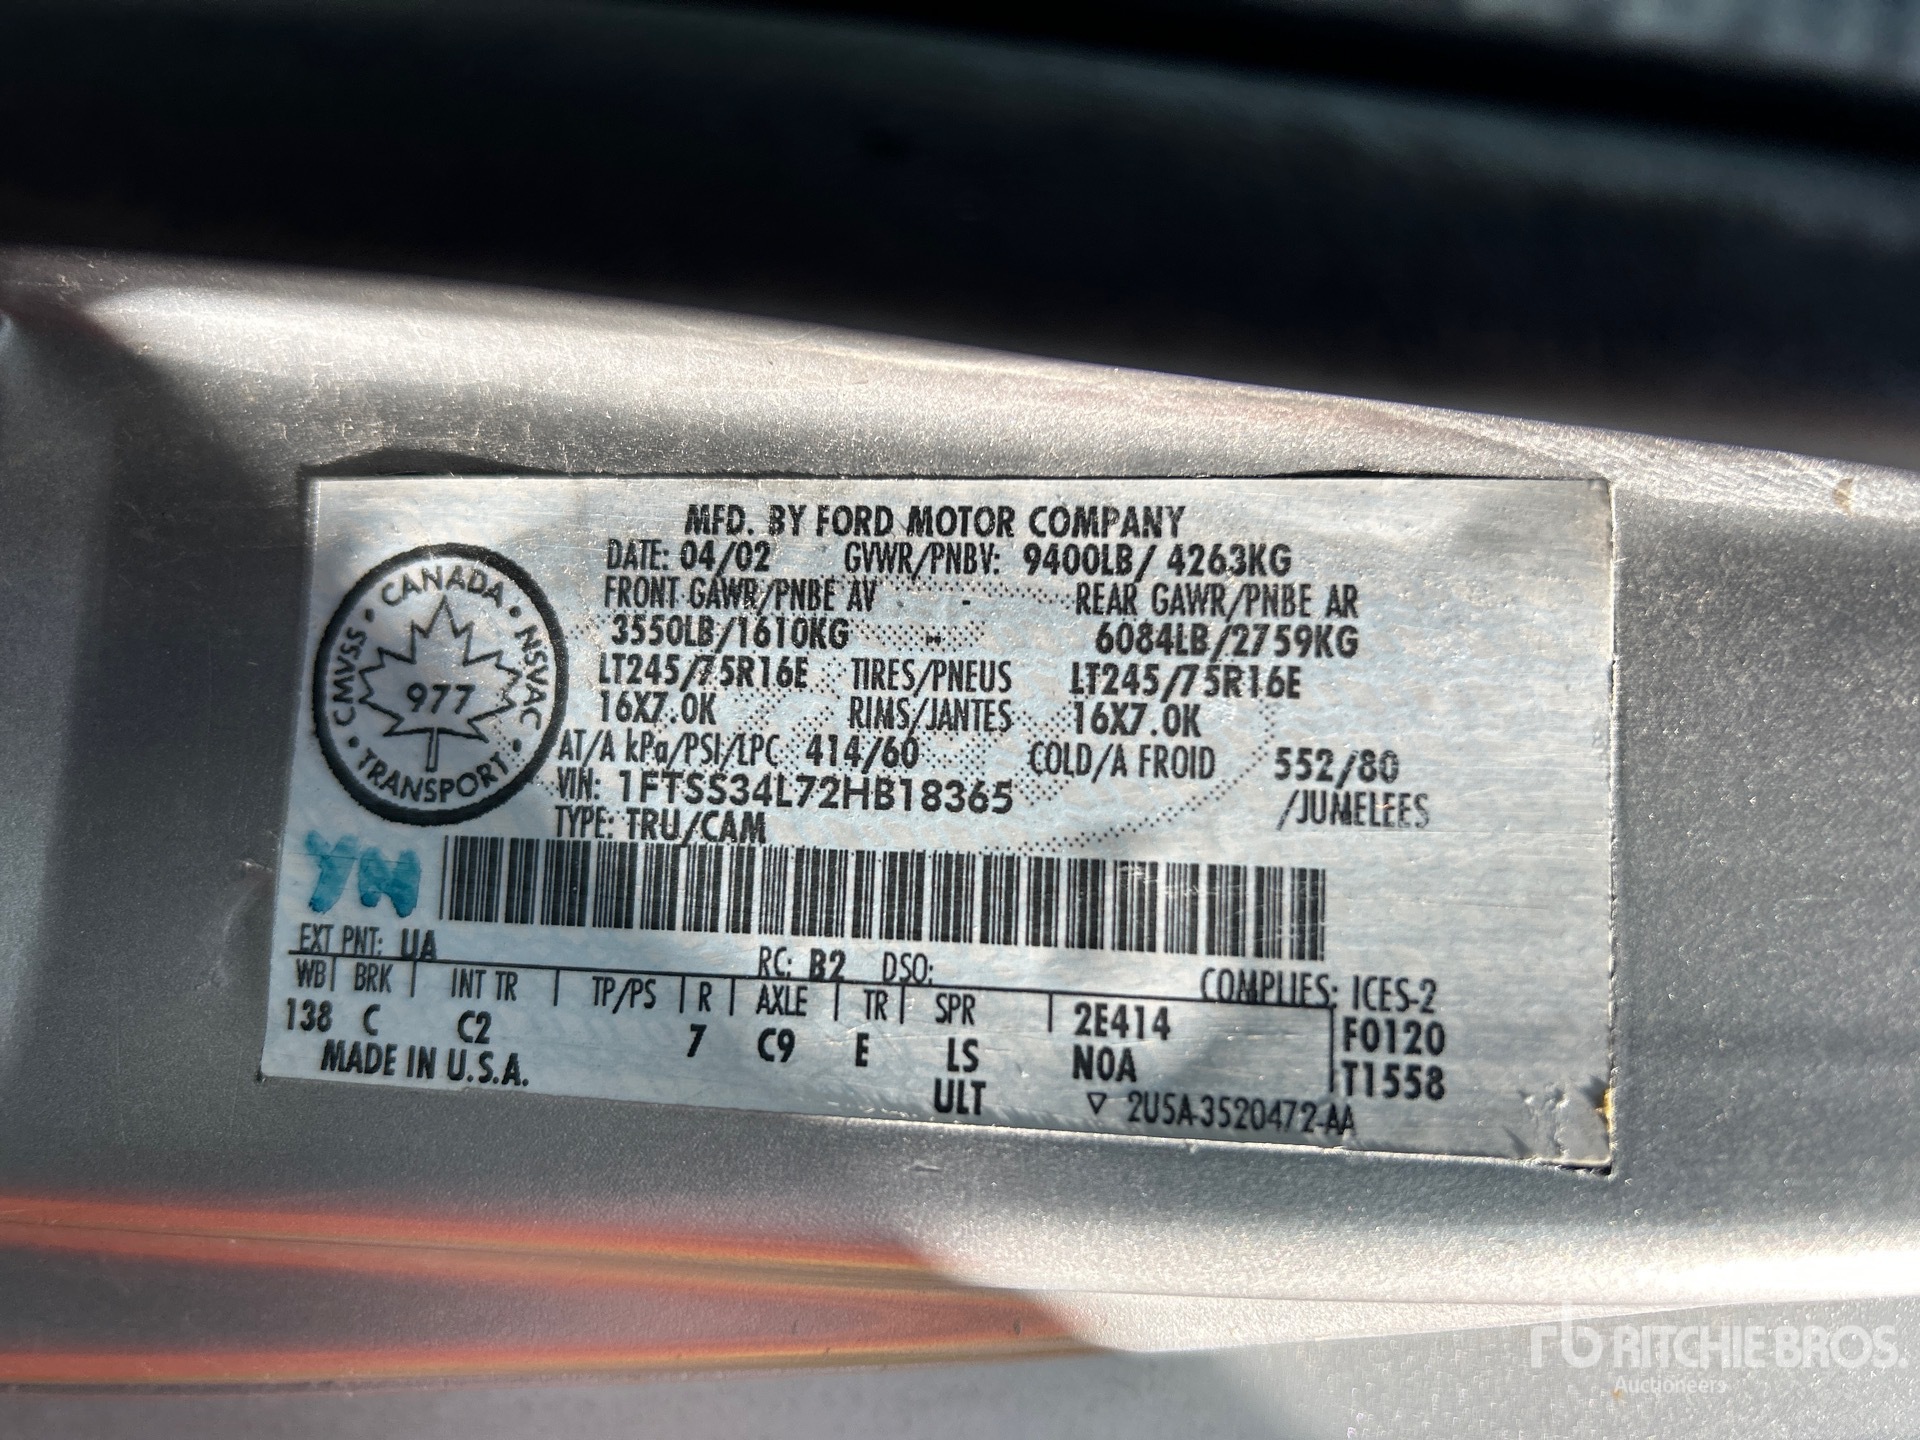 MFD. BY FORD MOTOR COMPANY
DATE: 04/02 GVWR/PNBV: 9400LB/ 4263KG
FRONT GAWR/PNBE AV - REAR GAWR/PNBE AR
3550LB/1610KG -- 6084LB/2759KG
LT245/75R16E TIRES/PNEUS LT245/75R16E
16X7.0K RIMS/JANTES 16X7.0K
AT/A kPa/PSI/LPC 414/60 COLD/A FROID 552/80
VIN: 1FTSS34L72HB18365 /JUMELEES
TYPE: TRU/CAM
CANADA • NSVAC • TRANSPORT • CMVSS •
977
YN
EXT PNT: UA RC: B2 DSO:
COMPLIES: ICES-2
WB BRK INT TR TP/PS R AXLE TR SPR 2E414 F0120
138 C C2 7 C9 E LS N0A T1558
MADE IN U.S.A. ULT ▽ 2U5A-3520472-AA
rb RITCHIE BROS.
Auctioneers